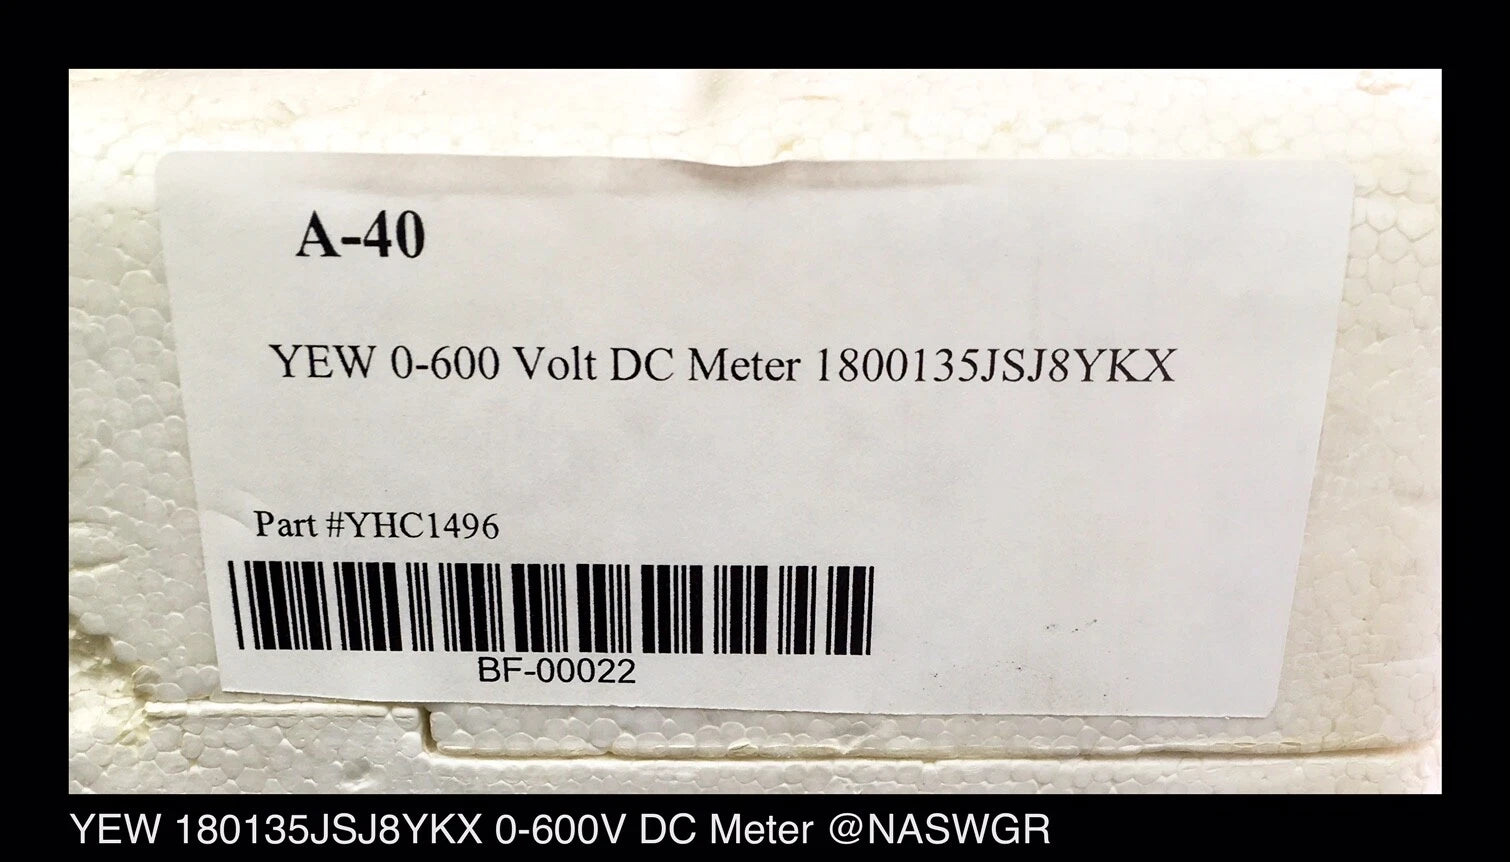 A-40
YEW 0-600 Volt DC Meter 1800135JSJ8YKX
Part #YHC1496
BF-00022
YEW 180135JSJ8YKX 0-600V DC Meter @NASWGR